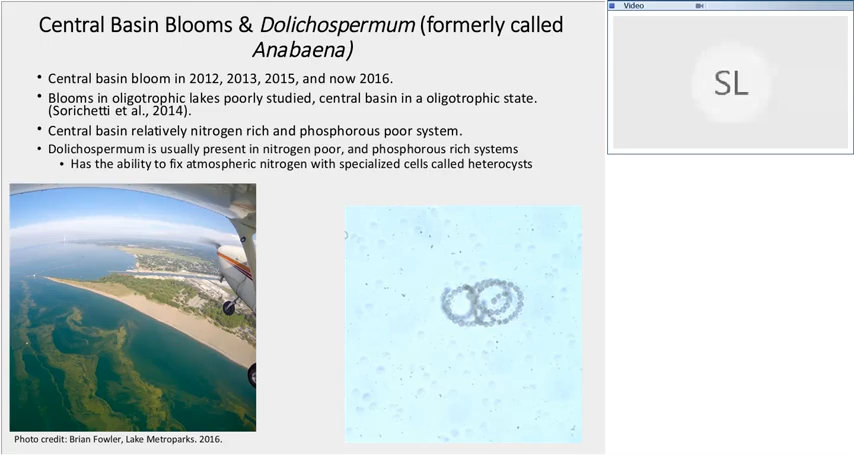 Central Basin Blooms & Dolichospermum (formerly called
Anabaena)
• Central basin bloom in 2012, 2013, 2015, and now 2016.
• Blooms in oligotrophic lakes poorly studied, central basin in a oligotrophic state.
(Sorichetti et al., 2014).
• Central basin relatively nitrogen rich and phosphorous poor system.
• Dolichospermum is usually present in nitrogen poor, and phosphorous rich systems
• Has the ability to fix atmospheric nitrogen with specialized cells called heterocysts
Photo credit: Brian Fowler, Lake Metroparks. 2016.
Video
SL